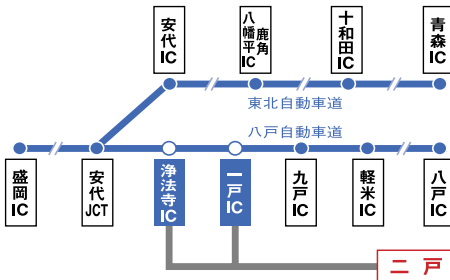 安代IC
鹿角八幡平IC
十和田IC
青森IC
東北自動車道
八戸自動車道
盛岡IC
安代JCT
浄法寺IC
一戸IC
九戸IC
軽米IC
八戸IC
二戸